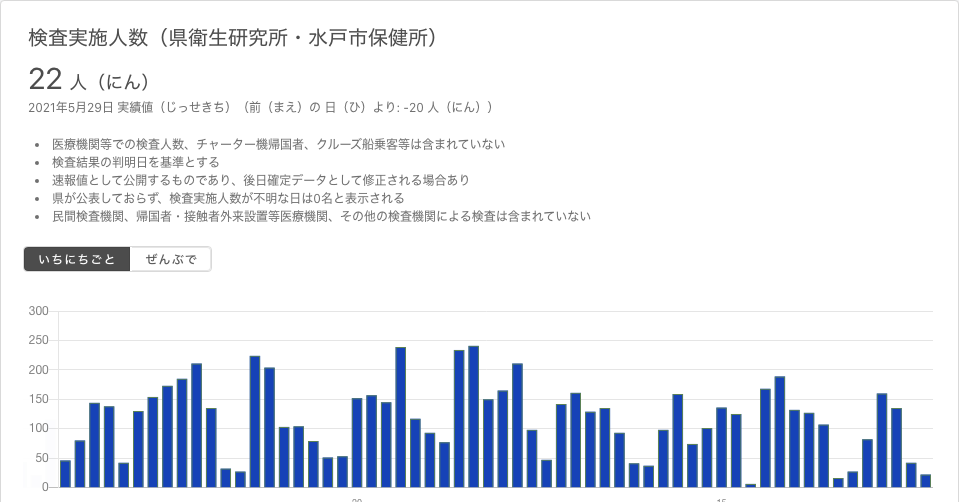 検査実施人数（県衛生研究所・水戸市保健所）
22 人（にん）
2021年5月29日 実績値（じっせきち）（前（まえ）の 日（ひ）より: -20 人（にん））
• 医療機関等での検査人数、チャーター機帰国者、クルーズ船乗客等は含まれていない
• 検査結果の判明日を基準とする
• 速報値として公開するものであり、後日確定データとして修正される場合あり
• 県が公表しておらず、検査実施人数が不明な日は0名と表示される
• 民間検査機関、帰国者・接触者外来設置等医療機関、その他の検査機関による検査は含まれていない
いちにちごと ぜんぶで
300
250
200
150
100
50
0